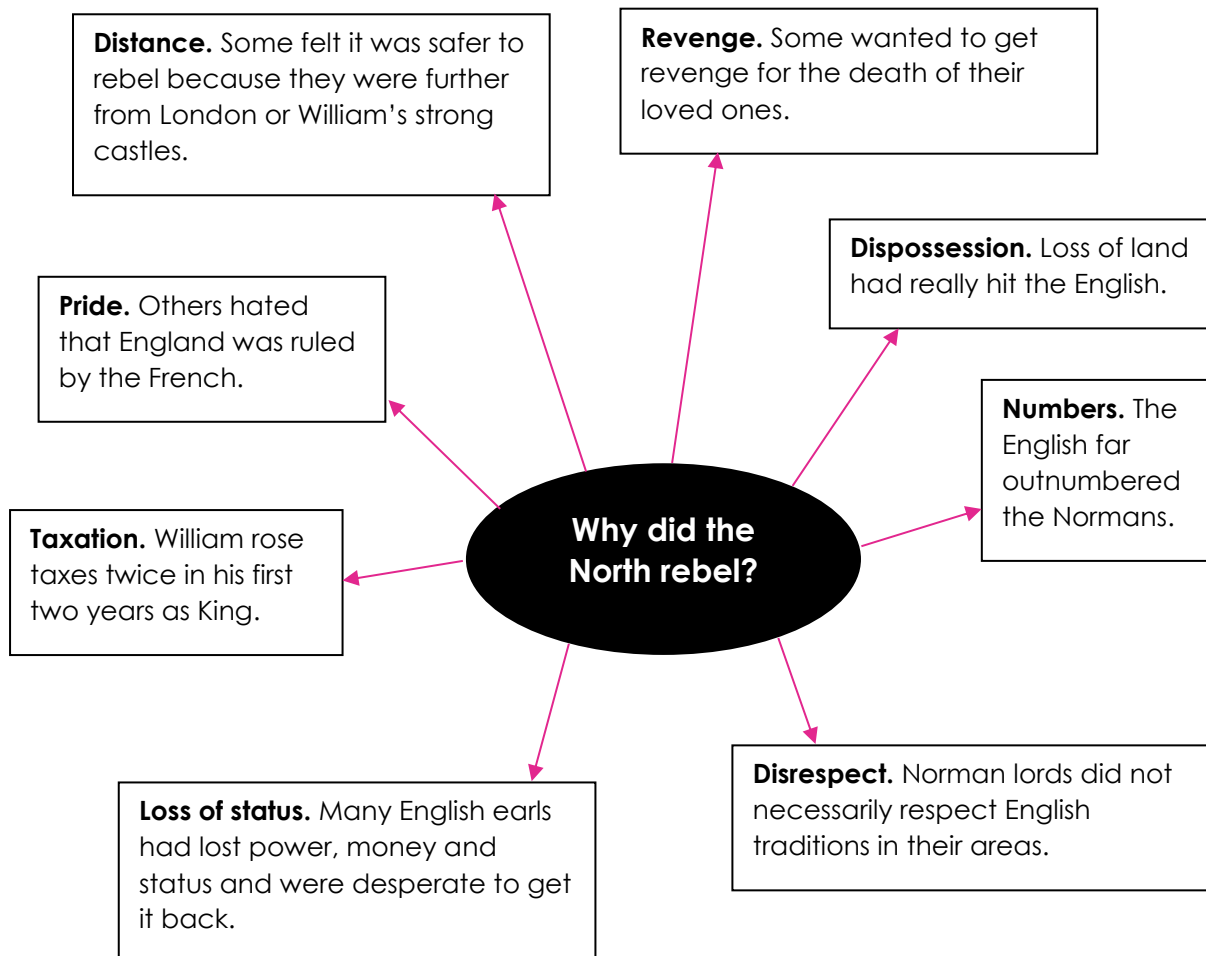 Distance. Some felt it was safer to
rebel because they were further
from London or William’s strong
castles.
Revenge. Some wanted to get
revenge for the death of their
loved ones.
Dispossession. Loss of land
had really hit the English.
Pride. Others hated
that England was ruled
by the French.
Numbers. The
English far
outnumbered
the Normans.
Why did the
North rebel?
Taxation. William rose
taxes twice in his first
two years as King.
Disrespect. Norman lords did not
necessarily respect English
traditions in their areas.
Loss of status. Many English earls
had lost power, money and
status and were desperate to get
it back.